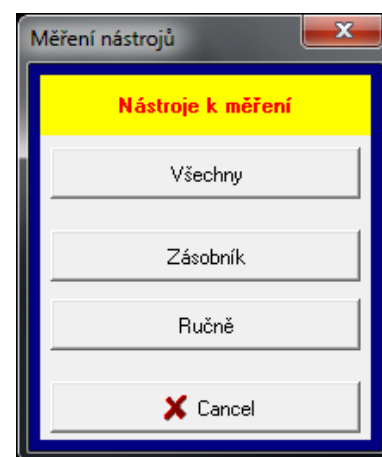 Měření nástrojů
Nástroje k měření
Všechny
Zásobník
Ručně
Cancel